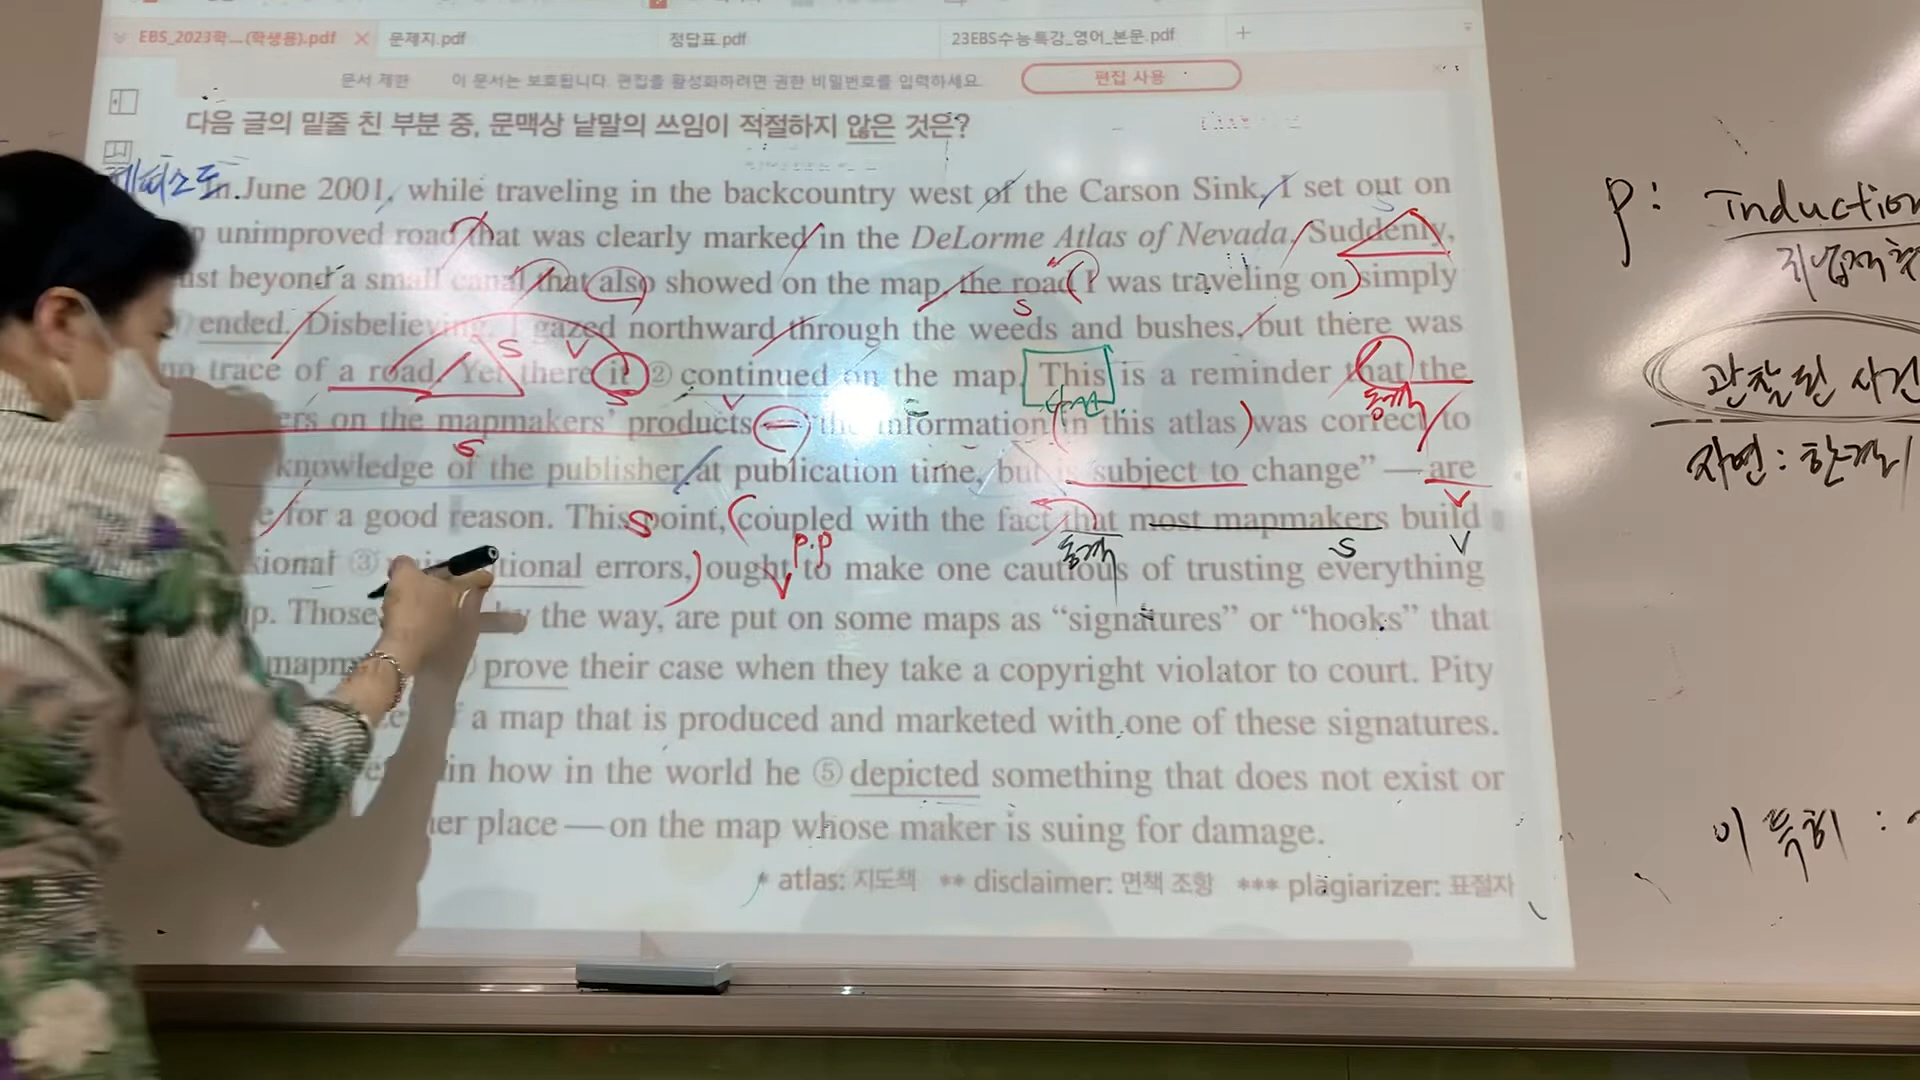 EBS_2023학...(학생용).pdf
문제지.pdf
정답표.pdf
23EBS수능특강_영어_본문.pdf
문서 제한 이 문서는 보호됩니다. 편집을 활성화하려면 권한 비밀번호를 입력하세요.
편집 사용
다음 글의 밑줄 친 부분 중, 문맥상 낱말의 쓰임이 적절하지 않은 것은?
에피소드
June 2001, while traveling in the backcountry west of the Carson Sink, I set out on
unimproved road that was clearly marked in the DeLorme Atlas of Nevada. Suddenly,
beyond a small canal that also showed on the map, the road I was traveling on simply
ended. Disbelieving, I gazed northward through the weeds and bushes, but there was
trace of a road. Yet there it ② continued on the map. This is a reminder that the
on the mapmakers' products — information in this atlas was correct to
knowledge of the publisher at publication time, but is subject to change" — are
for a good reason. This point, coupled with the fact that most mapmakers build
③ errors, ought to make one cautious of trusting everything
Those the way, are put on some maps as "signatures" or "hooks" that
prove their case when they take a copyright violator to court. Pity
a map that is produced and marketed with one of these signatures.
in how in the world he ⑤ depicted something that does not exist or
place — on the map whose maker is suing for damage.
* atlas: 지도책 ** disclaimer: 면책 조항 *** plagiarizer: 표절자
S
S
S V
S
V
S
동격
V
S
p.p
V
동격
S
V
P: Induction
관찰된 사건
자연:
이 특히 :